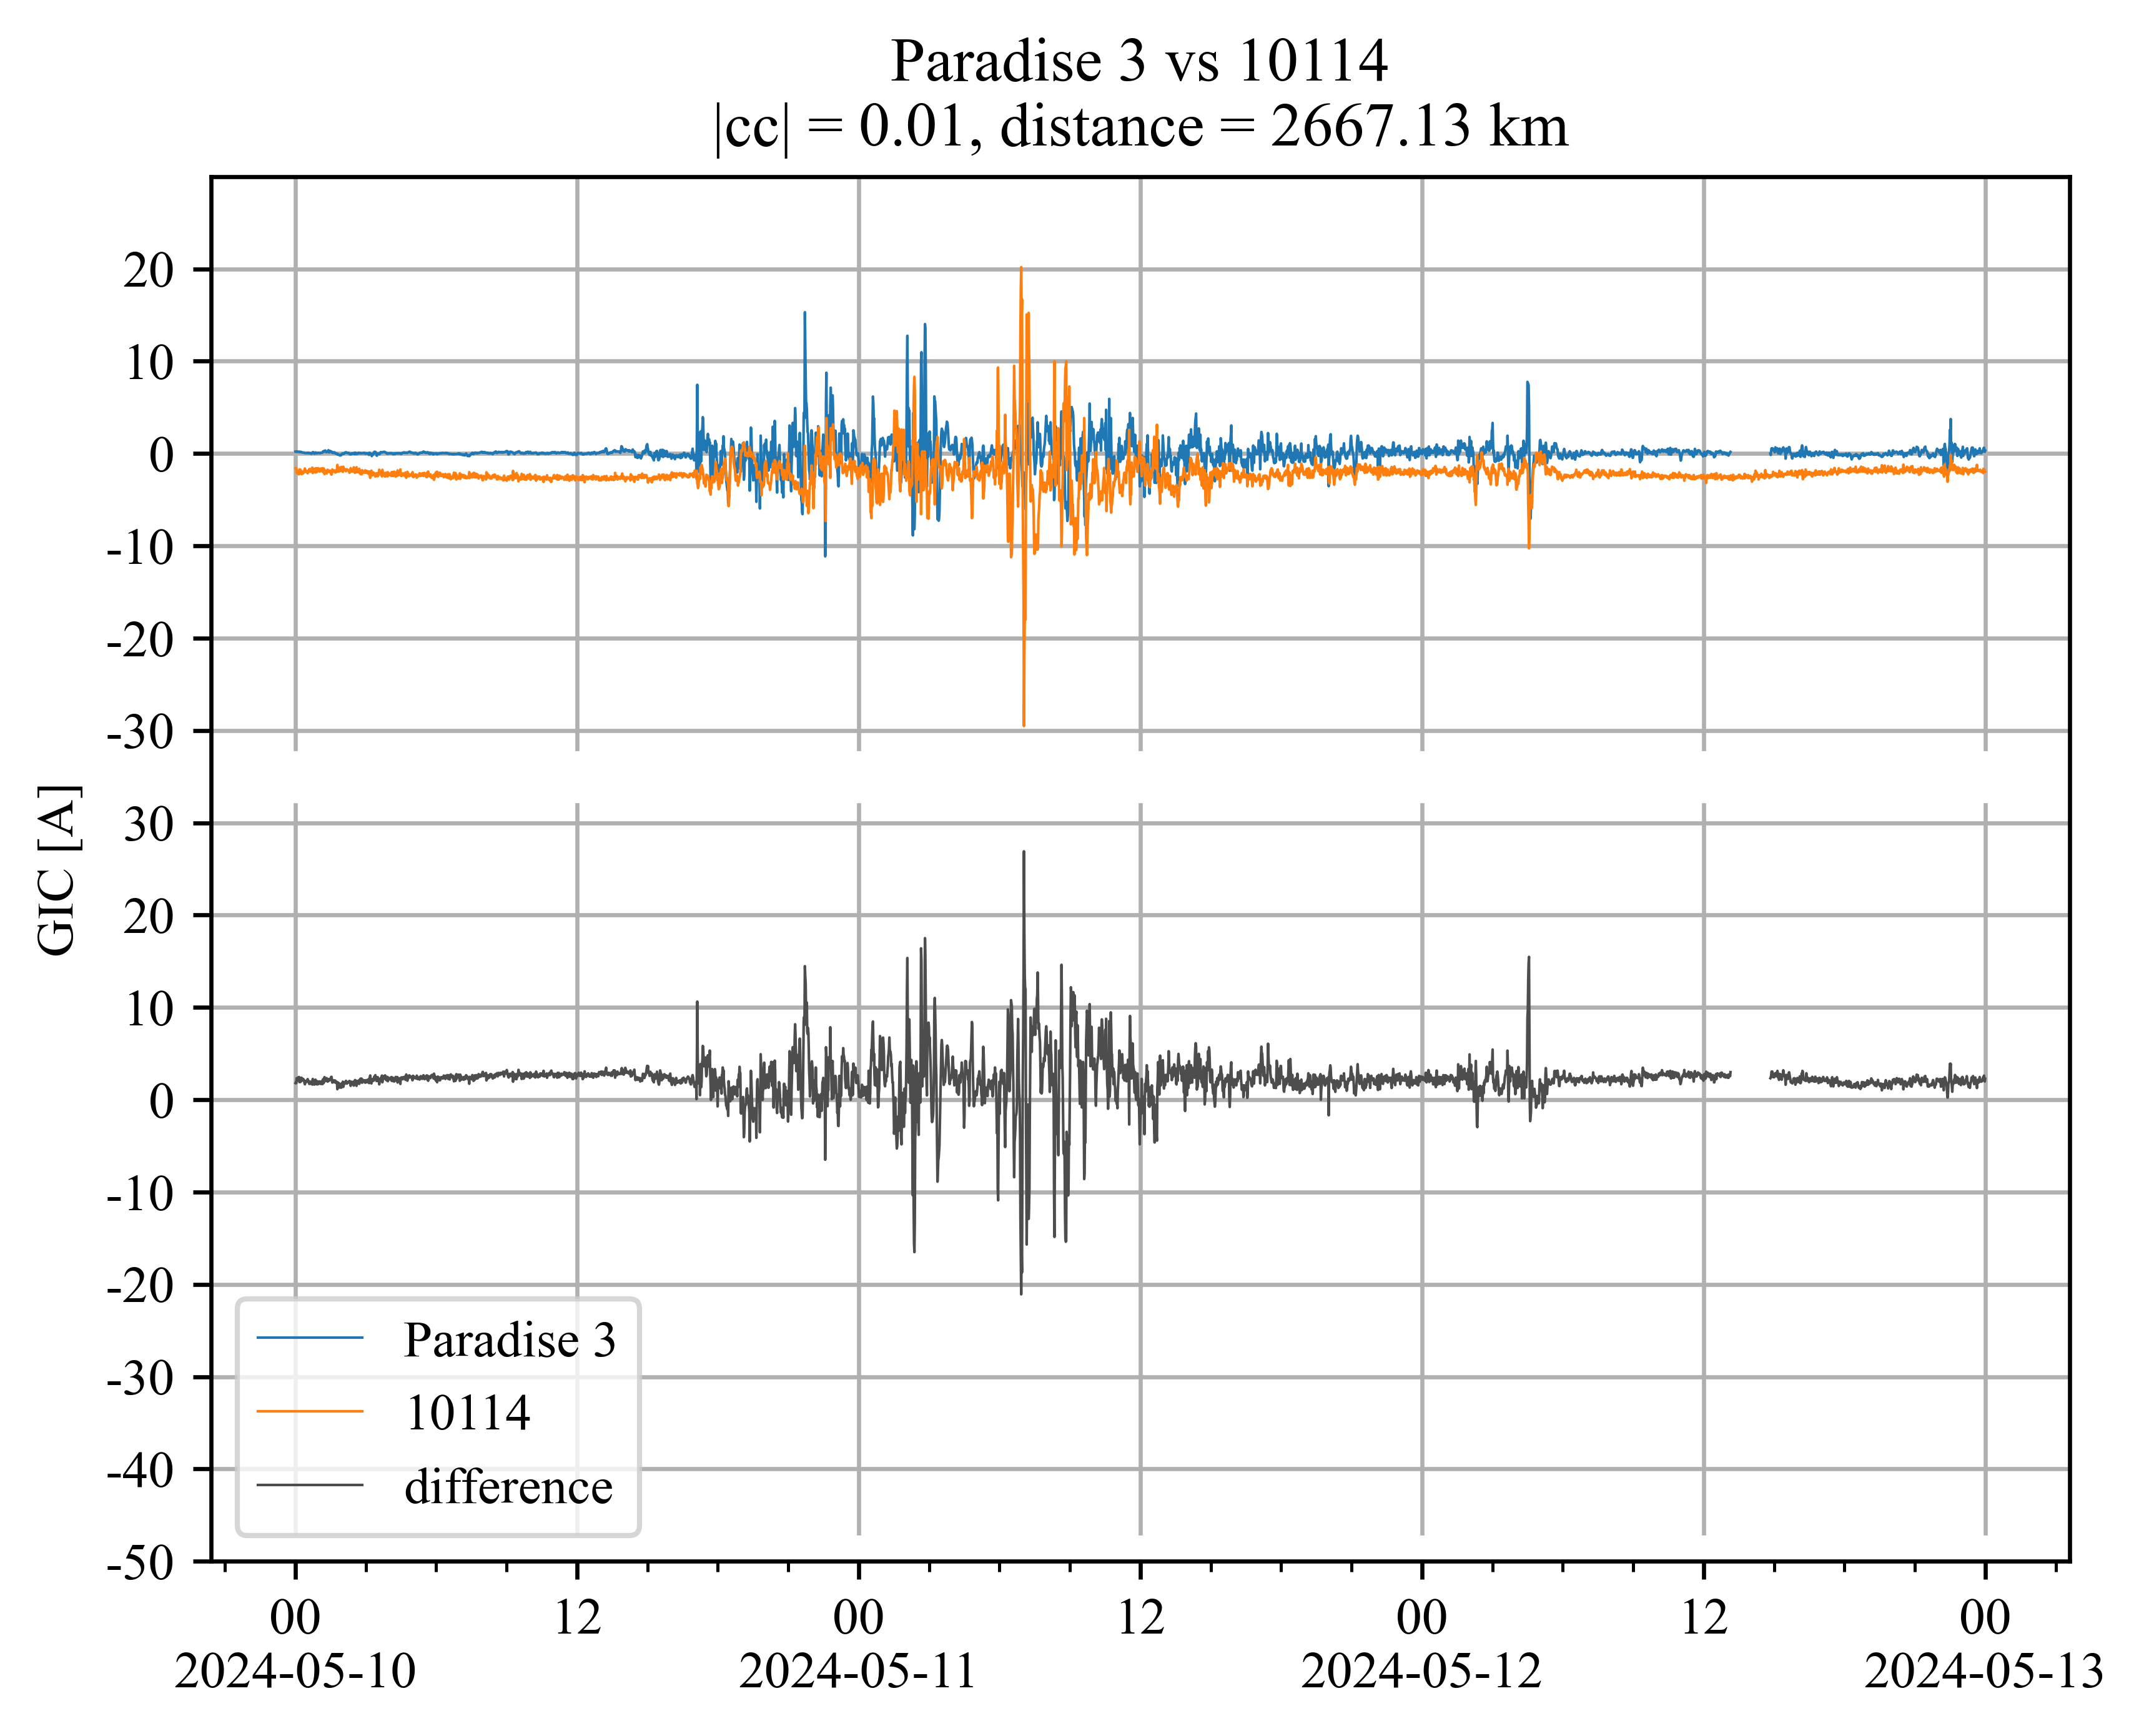 Paradise 3 vs 10114
|cc| = 0.01, distance = 2667.13 km
GIC [A]
20
10
0
-10
-20
-30
30
20
10
0
-10
-20
-30
-40
-50
Paradise 3
10114
difference
00 12 00 12 00 12 00
2024-05-10 2024-05-11 2024-05-12 2024-05-13